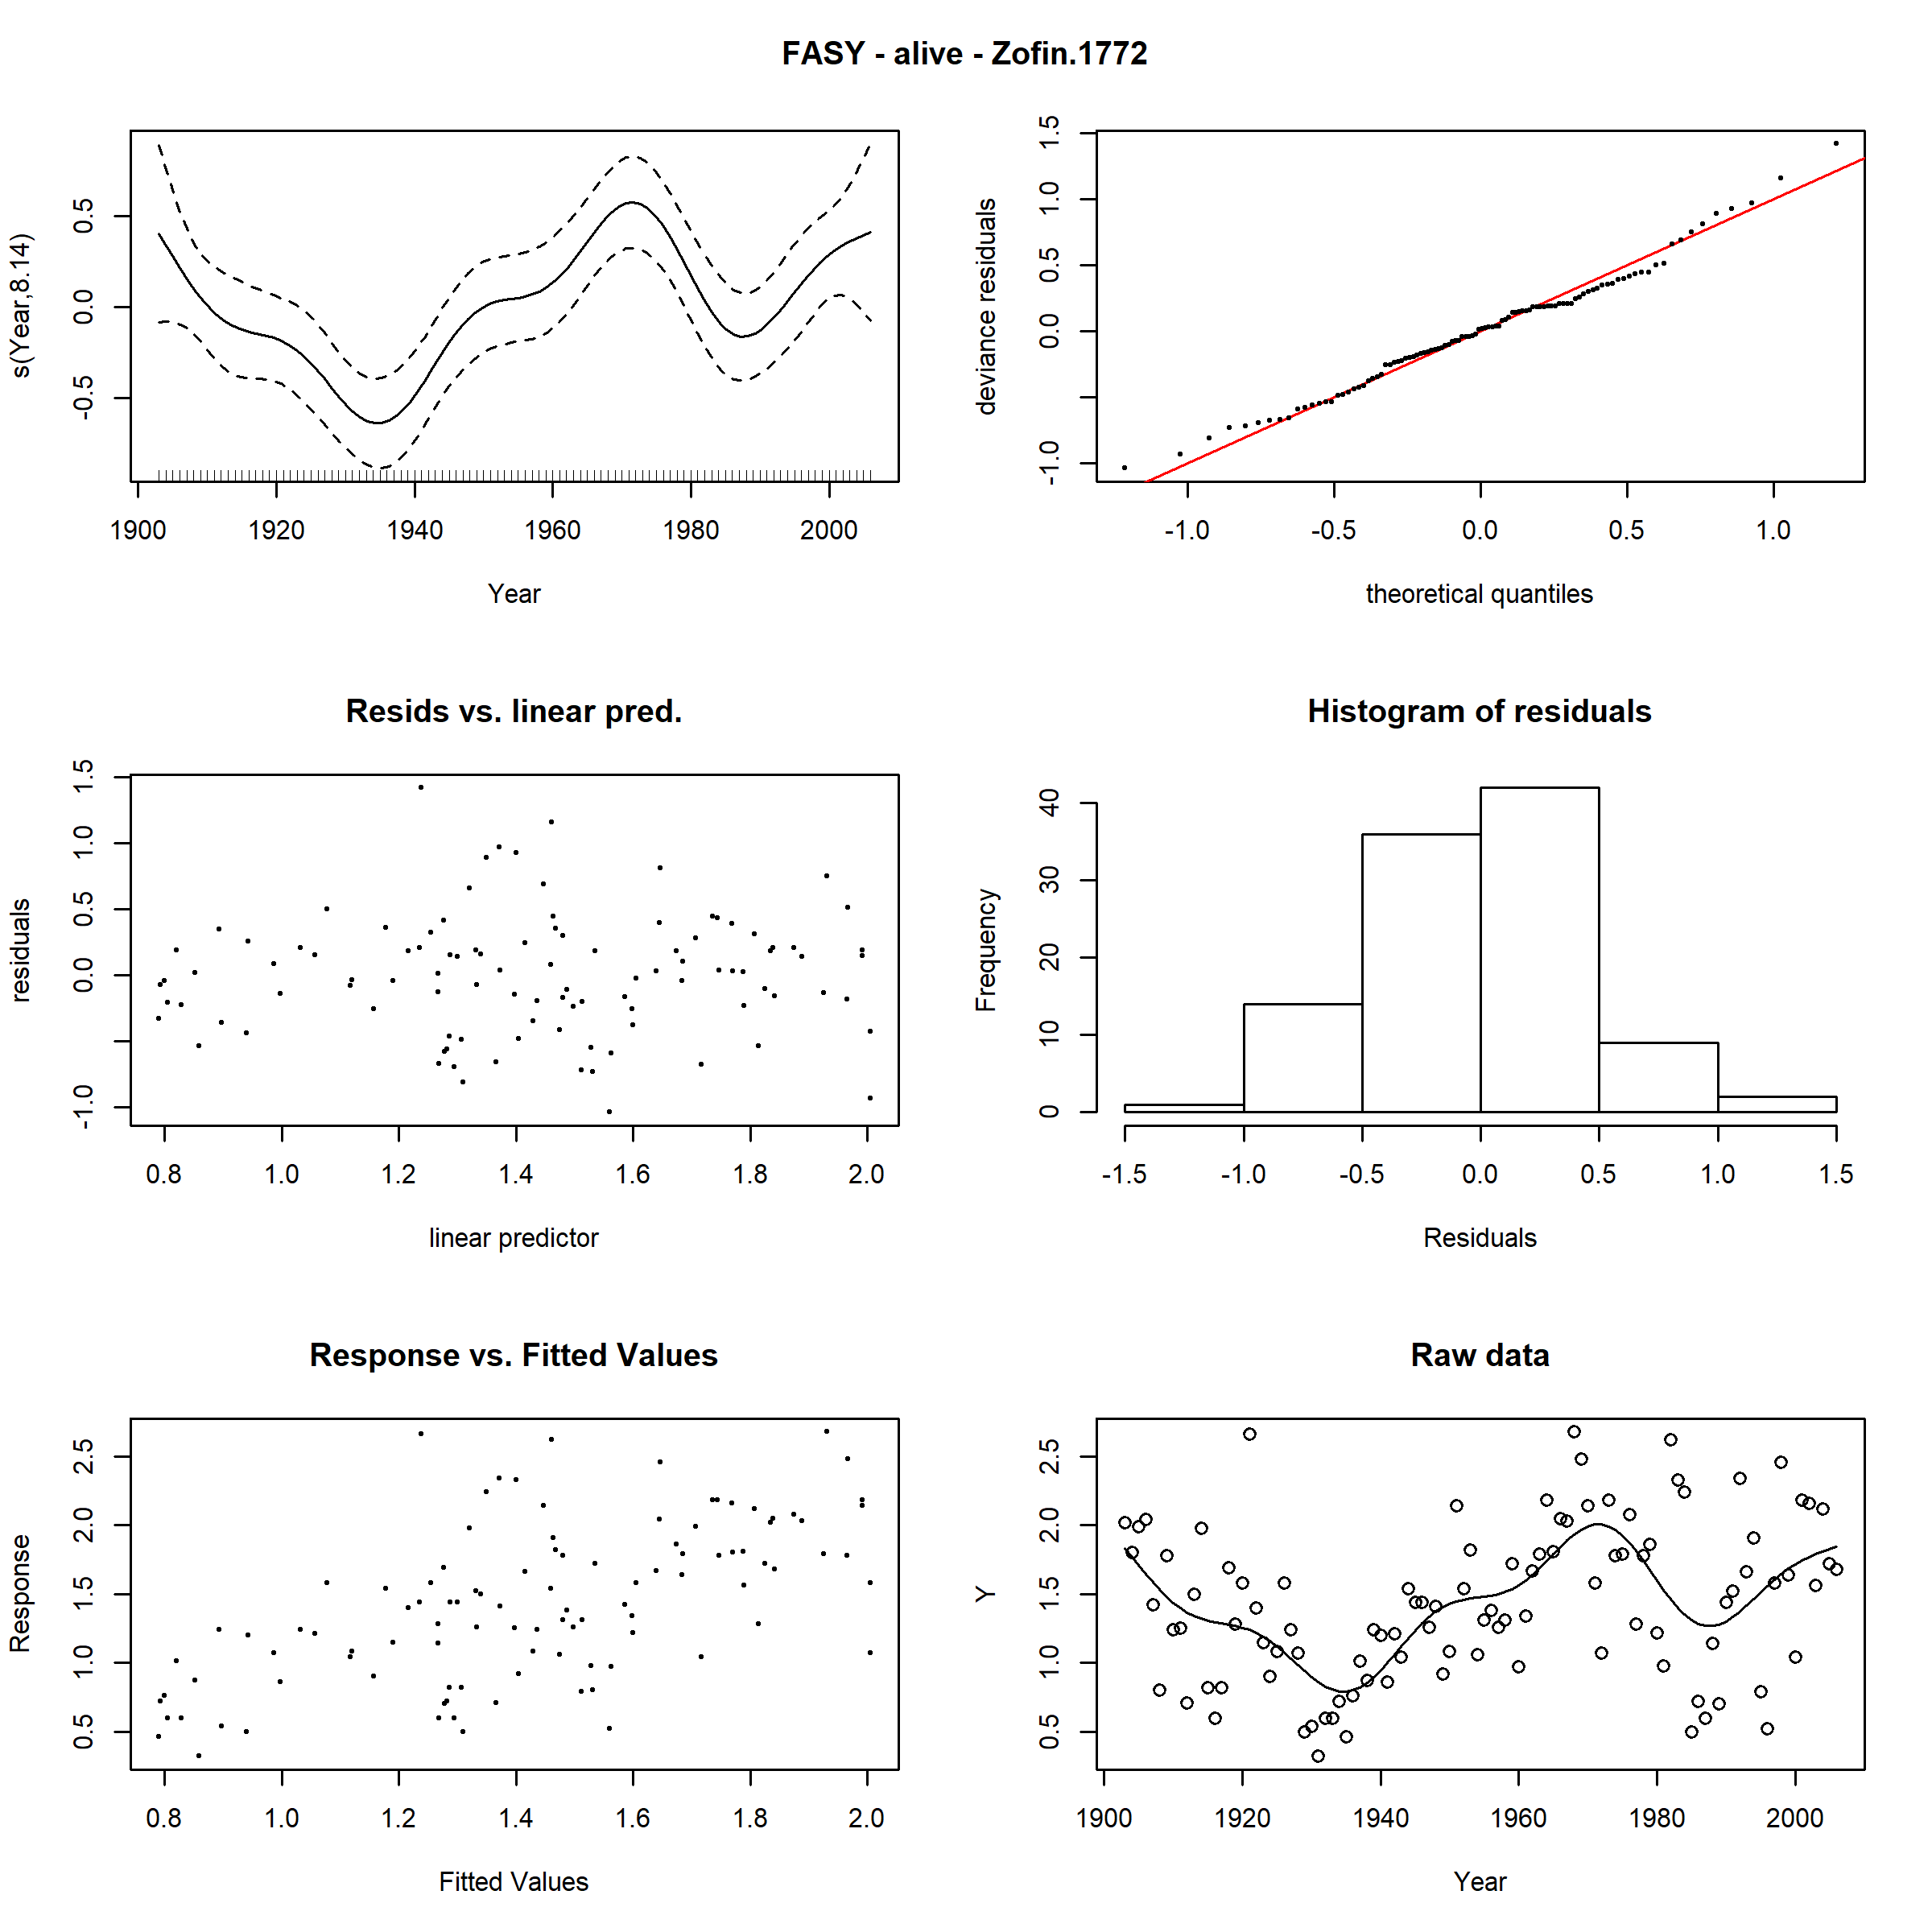 FASY - alive - Zofin.1772
s(Year,8.14)
-0.5 0.0 0.5
1900 1920 1940 1960 1980 2000
Year
deviance residuals
-1.0 0.0 0.5 1.0 1.5
-1.0 -0.5 0.0 0.5 1.0
theoretical quantiles
Resids vs. linear pred.
residuals
-1.0 0.0 0.5 1.0 1.5
0.8 1.0 1.2 1.4 1.6 1.8 2.0
linear predictor
Histogram of residuals
Frequency
0 10 20 30 40
-1.5 -1.0 -0.5 0.0 0.5 1.0 1.5
Residuals
Response vs. Fitted Values
Response
0.5 1.0 1.5 2.0 2.5
0.8 1.0 1.2 1.4 1.6 1.8 2.0
Fitted Values
Raw data
Y
0.5 1.0 1.5 2.0 2.5
1900 1920 1940 1960 1980 2000
Year